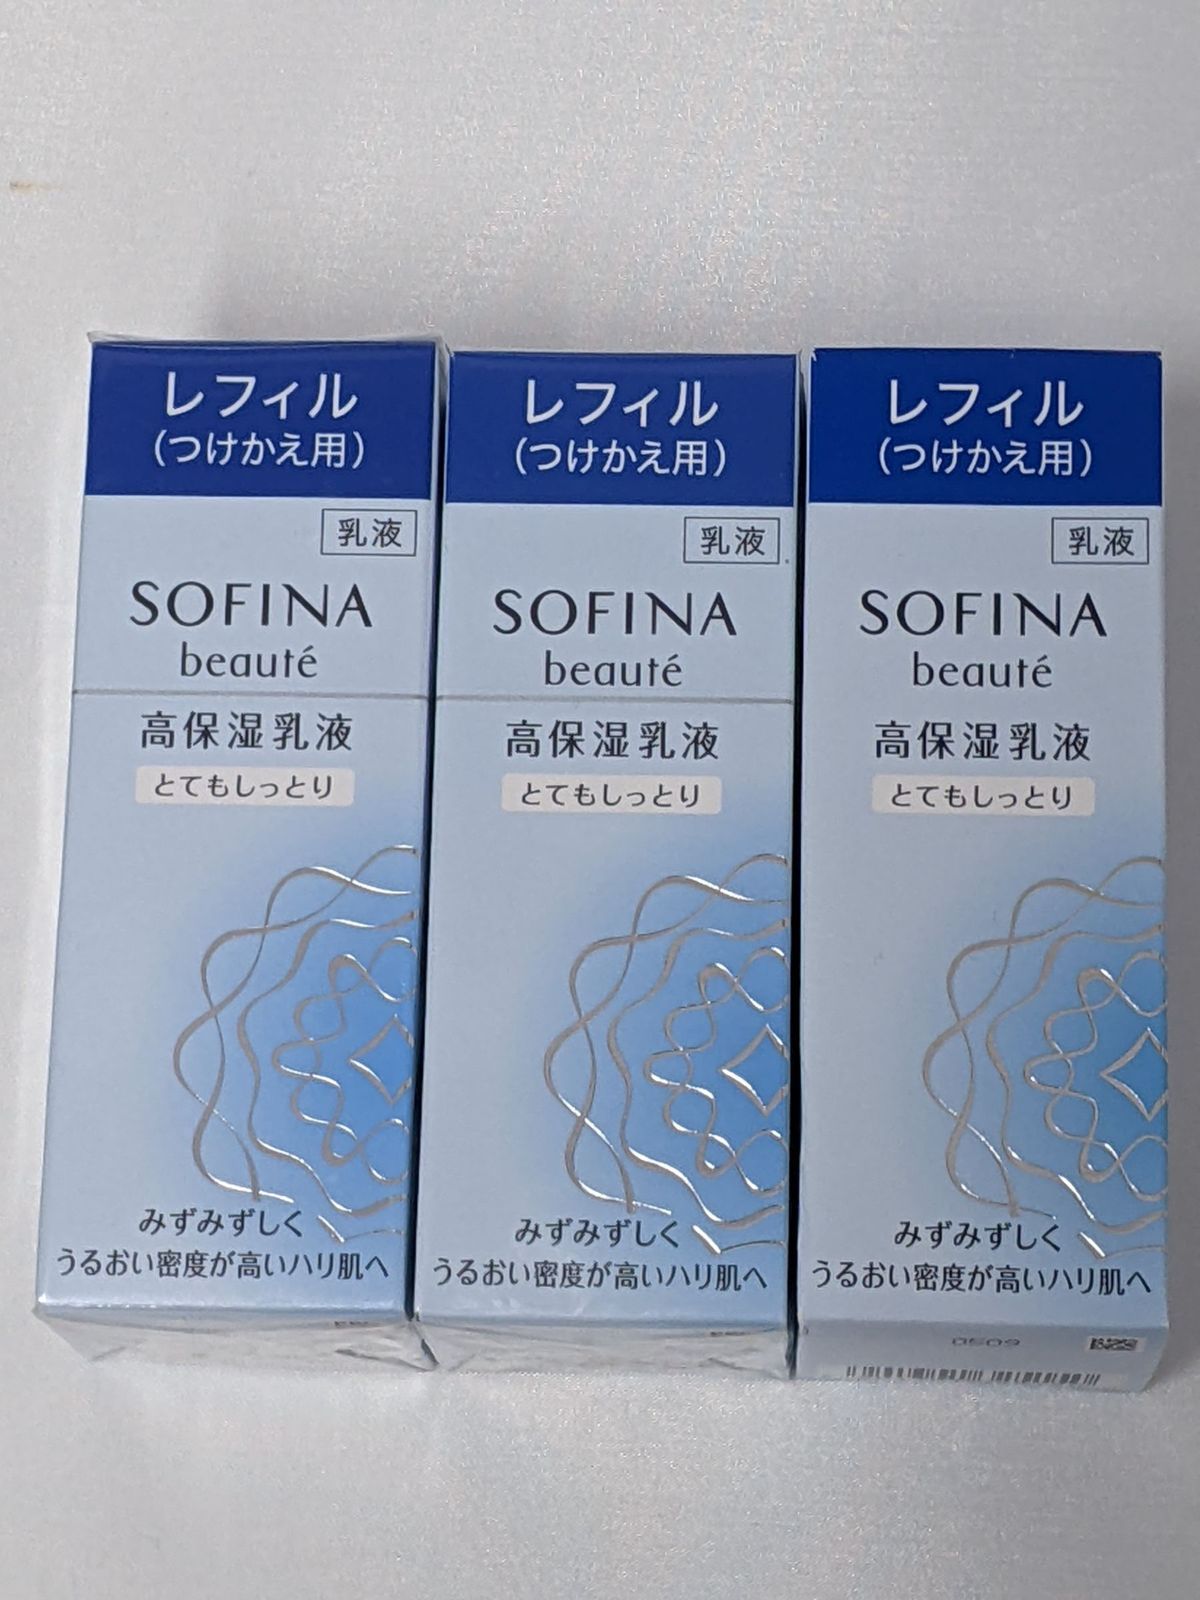 レフィル
(つけかえ用)
乳液
SOFINA
beauté
高保湿乳液
とてもしっとり
みずみずしく
うるおい密度が高いハリ肌へ
レフィル
(つけかえ用)
乳液
SOFINA
beauté
高保湿乳液
とてもしっとり
みずみずしく
うるおい密度が高いハリ肌へ
レフィル
(つけかえ用)
乳液
SOFINA
beauté
高保湿乳液
とてもしっとり
みずみずしく
うるおい密度が高いハリ肌へ